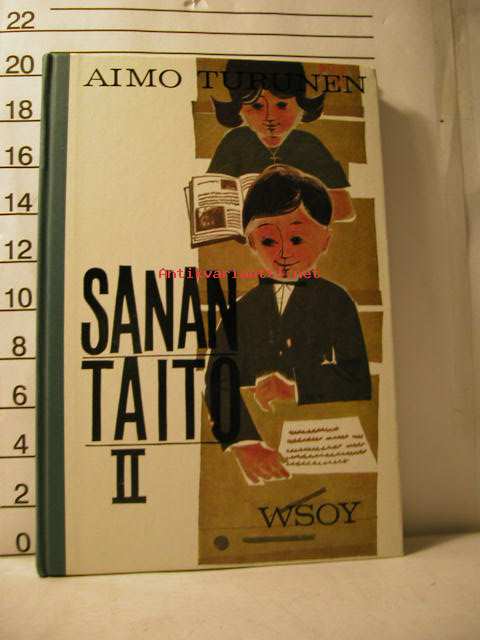 22
20
18
16
14
12
10
8
6
4
2
0
AIMO TURUNEN
Antikvariaatti.net
SANAN
TAITO
II
WSOY